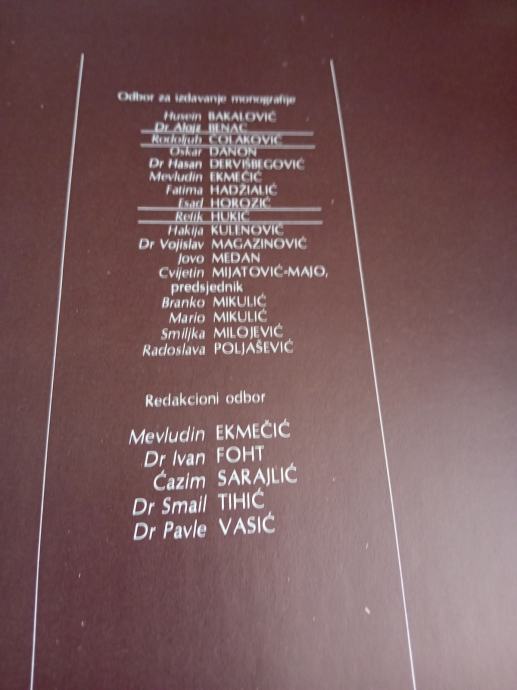 Odbor za izdavanje monografije
Husein BAKALOVIĆ
Dr Alojz BENAC
Rodoljub ČOLAKOVIĆ
Oskar DANON
Dr Hasan DERVIŠBEGOVIĆ
Mevludin EKMEČIĆ
Fatima HADŽIALIĆ
Esad HOROZIĆ
Refik HUKIĆ
Hakija KULENOVIĆ
Dr Vojislav MAGAZINOVIĆ
Jovo MEDAN
Cvijetin MIJATOVIĆ-MAJO,
predsjednik
Branko MIKULIĆ
Mario MIKULIĆ
Smiljka MILOJEVIĆ
Radoslava POLJAŠEVIĆ
Redakcioni odbor
Mevludin EKMEČIĆ
Dr Ivan FOHT
Ćazim SARAJLIĆ
Dr Smail TIHIĆ
Dr Pavle VASIĆ